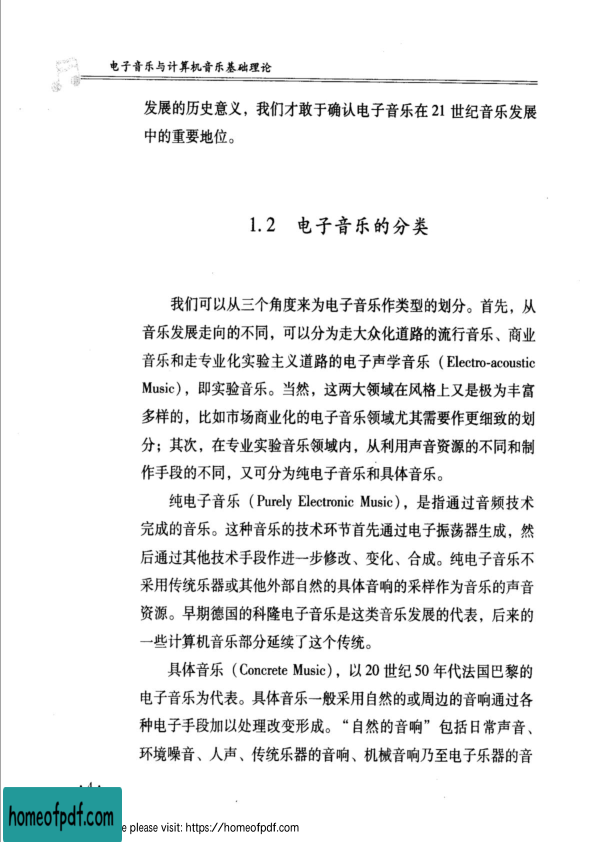 电子音乐与计算机音乐基础理论
发展的历史意义，我们才敢于确认电子音乐在21世纪音乐发展
中的重要地位。
1.2 电子音乐的分类
我们可以从三个角度来为电子音乐作类型的划分。首先，从
音乐发展走向的不同，可以分为走大众化道路的流行音乐、商业
音乐和走专业化实验主义道路的电子声学音乐（Electro-acoustic
Music），即实验音乐。当然，这两大领域在风格上又是极为丰富
多样的，比如市场商业化的电子音乐领域尤其需要作更细致的划
分；其次，在专业实验音乐领域内，从利用声音资源的不同和制
作手段的不同，又可分为纯电子音乐和具体音乐。
纯电子音乐（Purely Electronic Music），是指通过音频技术
完成的音乐。这种音乐的技术环节首先通过电子振荡器生成，然
后通过其他技术手段作进一步修改、变化、合成。纯电子音乐不
采用传统乐器或其他外部自然的具体音响的采样作为音乐的声音
资源。早期德国的科隆电子音乐是这类音乐发展的代表，后来的
一些计算机音乐部分延续了这个传统。
具体音乐（Concrete Music），以20世纪50年代法国巴黎的
电子音乐为代表。具体音乐一般采用自然的或周边的音响通过各
种电子手段加以处理改变形成。“自然的音响”包括日常声音、
环境噪音、人声、传统乐器的音响、机械音响乃至电子乐器的音
homeofpdf.com
please visit: https://homeofpdf.com